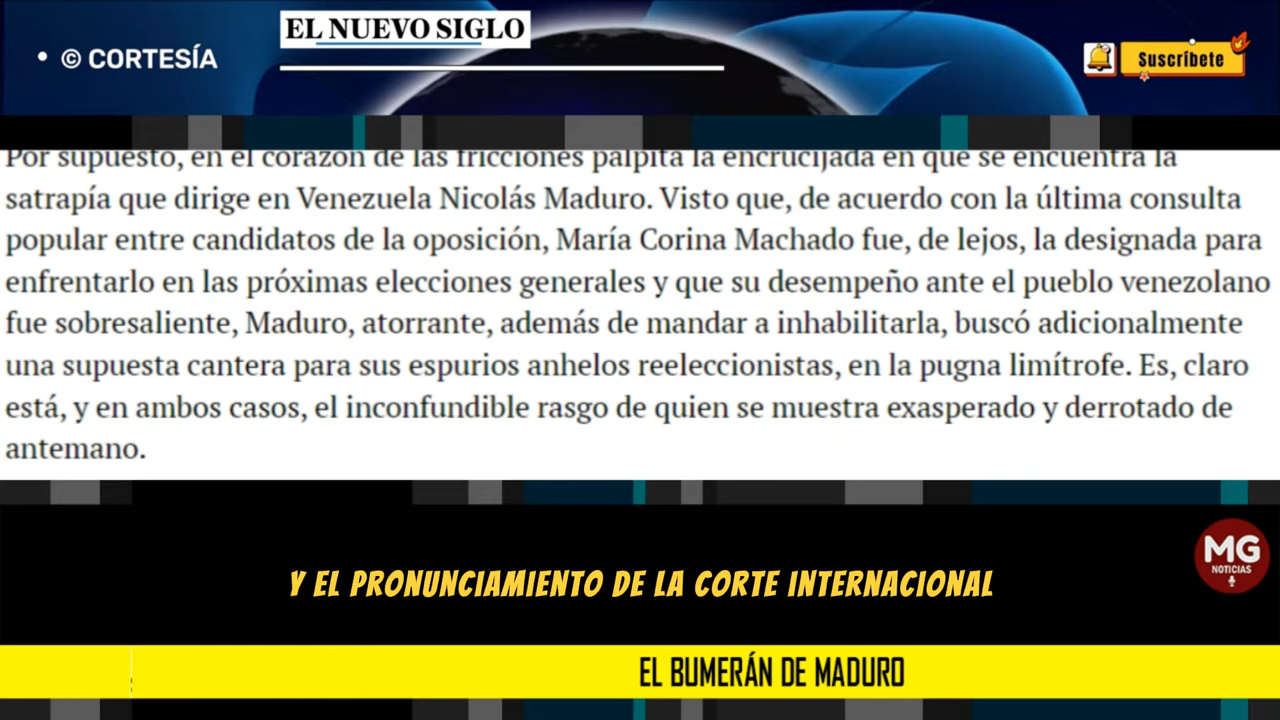 EL NUEVO SIGLO
• © CORTESÍA
Suscríbete
Por supuesto, en el corazón de las fricciones palpita la encrucijada en que se encuentra la
satrapía que dirige en Venezuela Nicolás Maduro. Visto que, de acuerdo con la última consulta
popular entre candidatos de la oposición, María Corina Machado fue, de lejos, la designada para
enfrentarlo en las próximas elecciones generales y que su desempeño ante el pueblo venezolano
fue sobresaliente, Maduro, atorrante, además de mandar a inhabilitarla, buscó adicionalmente
una supuesta cantera para sus espurios anhelos reeleccionistas, en la pugna limítrofe. Es, claro
está, y en ambos casos, el inconfundible rasgo de quien se muestra exasperado y derrotado de
antemano.
MG
NOTICIAS
Y EL PRONUNCIAMIENTO DE LA CORTE INTERNACIONAL
EL BUMERÁN DE MADURO